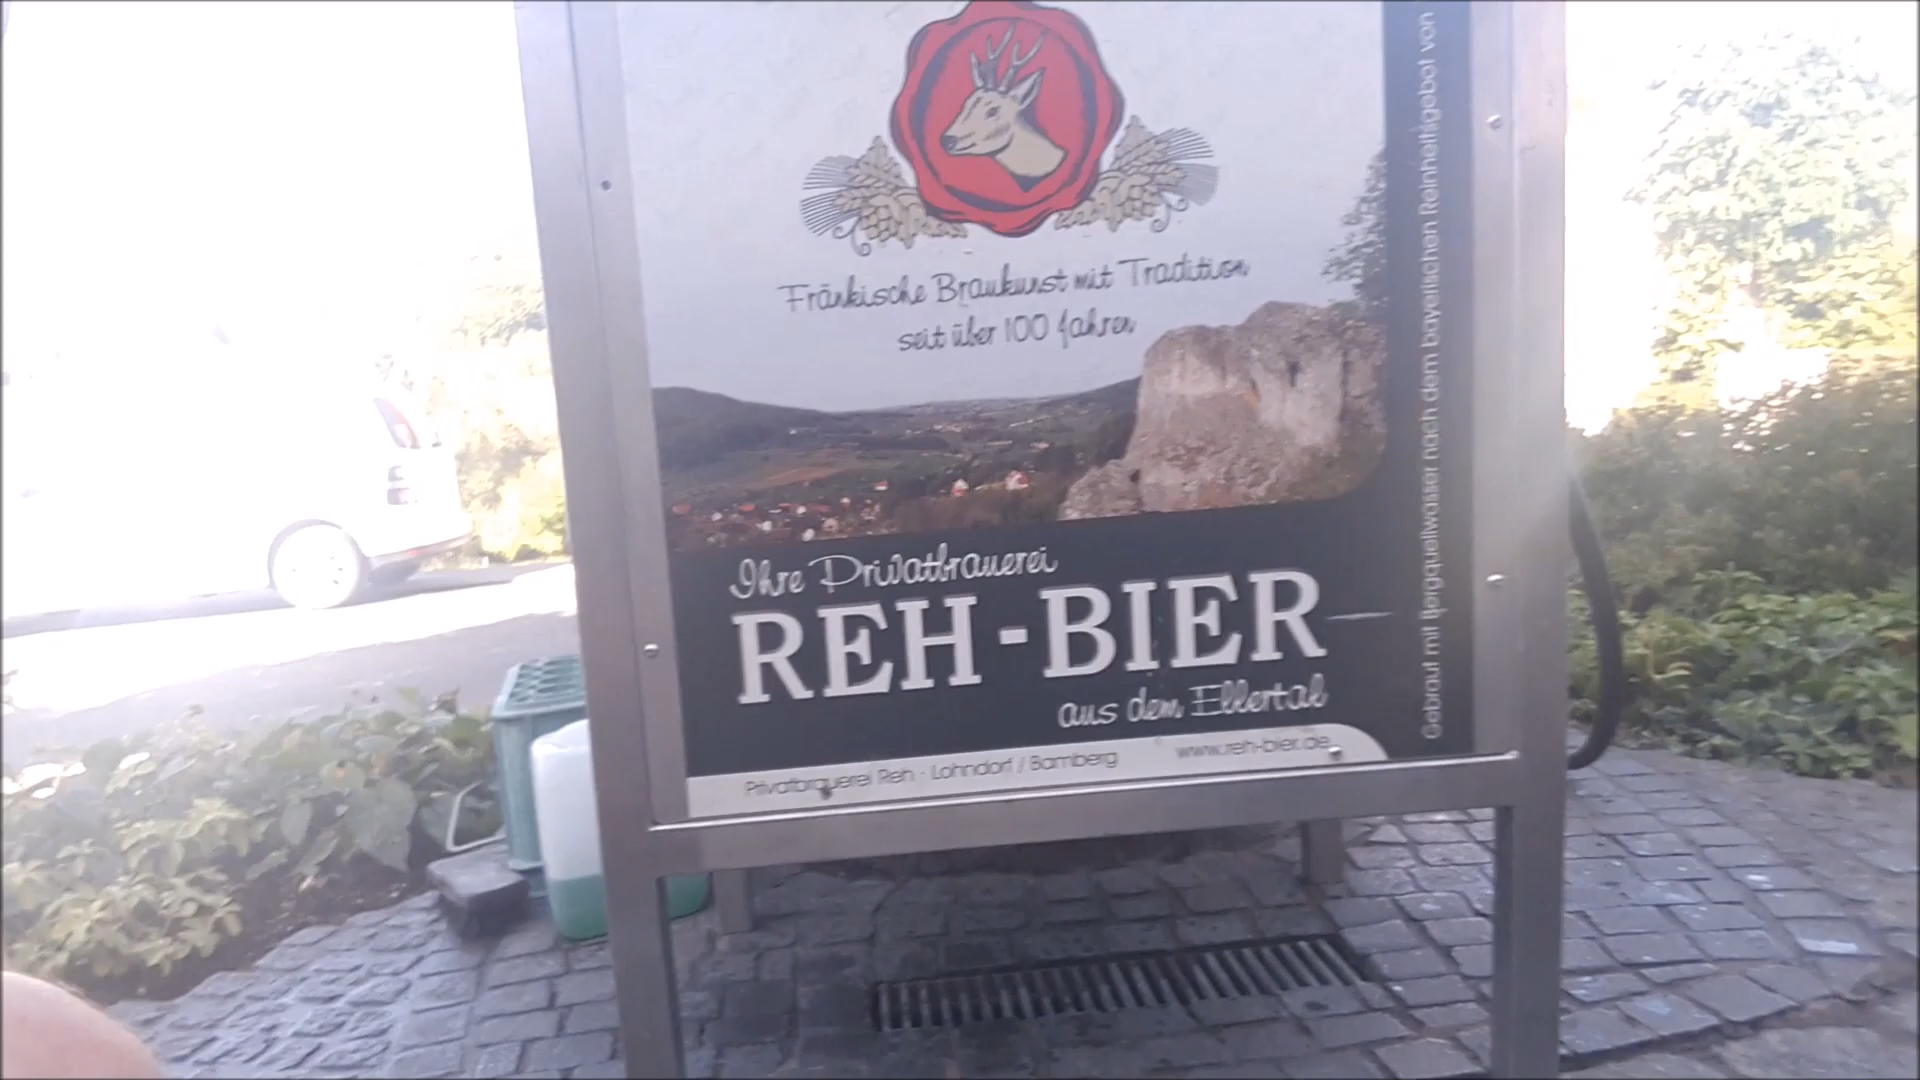 Fränkische Braukunst mit Tradition
seit über 100 Jahren
Ihre Privatbrauerei
REH-BIER
aus dem Ellertal
Privatbrauerei Reh · Lohndorf / Bamberg
www.reh-bier.de
Gebraut mit Bergquellwasser nach dem bayerischen Reinheitsgebot von